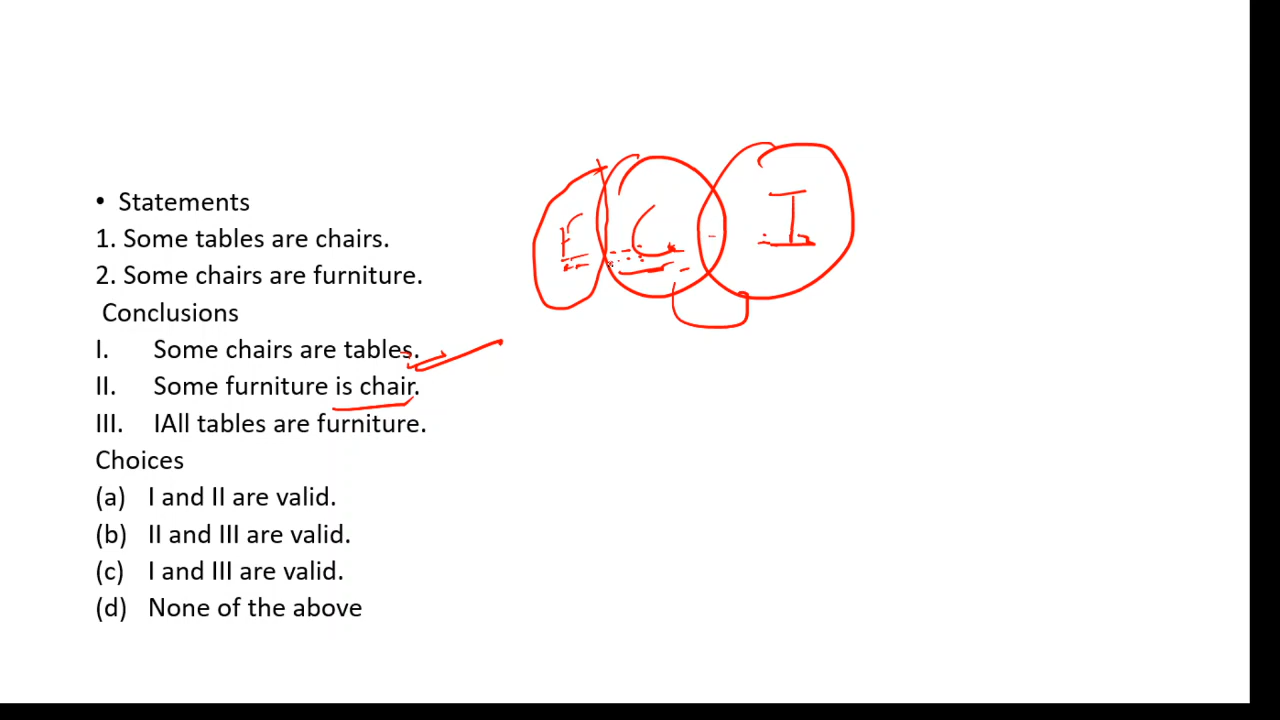 • Statements
1. Some tables are chairs.
2. Some chairs are furniture.
Conclusions
I. Some chairs are tables.
II. Some furniture is chair.
III. IAll tables are furniture.
Choices
(a) I and II are valid.
(b) II and III are valid.
(c) I and III are valid.
(d) None of the above
F C I